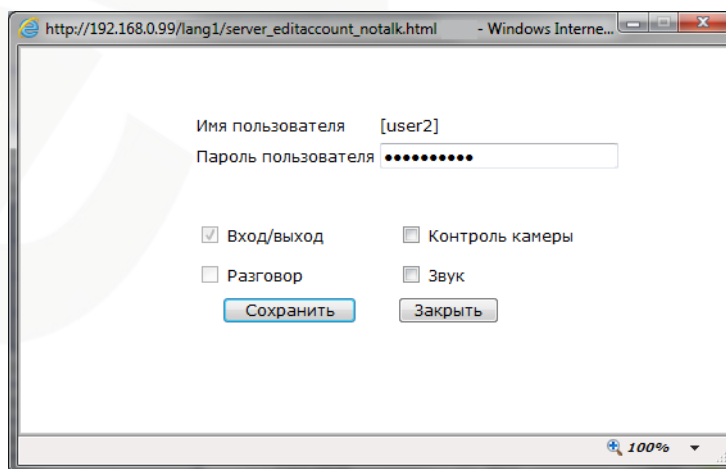 http://192.168.0.99/lang1/server_editaccount_notalk.html - Windows Interne...
Имя пользователя [user2]
Пароль пользователя ●●●●●●●●●●
Вход/выход Контроль камеры
Разговор Звук
Сохранить Закрыть
100%